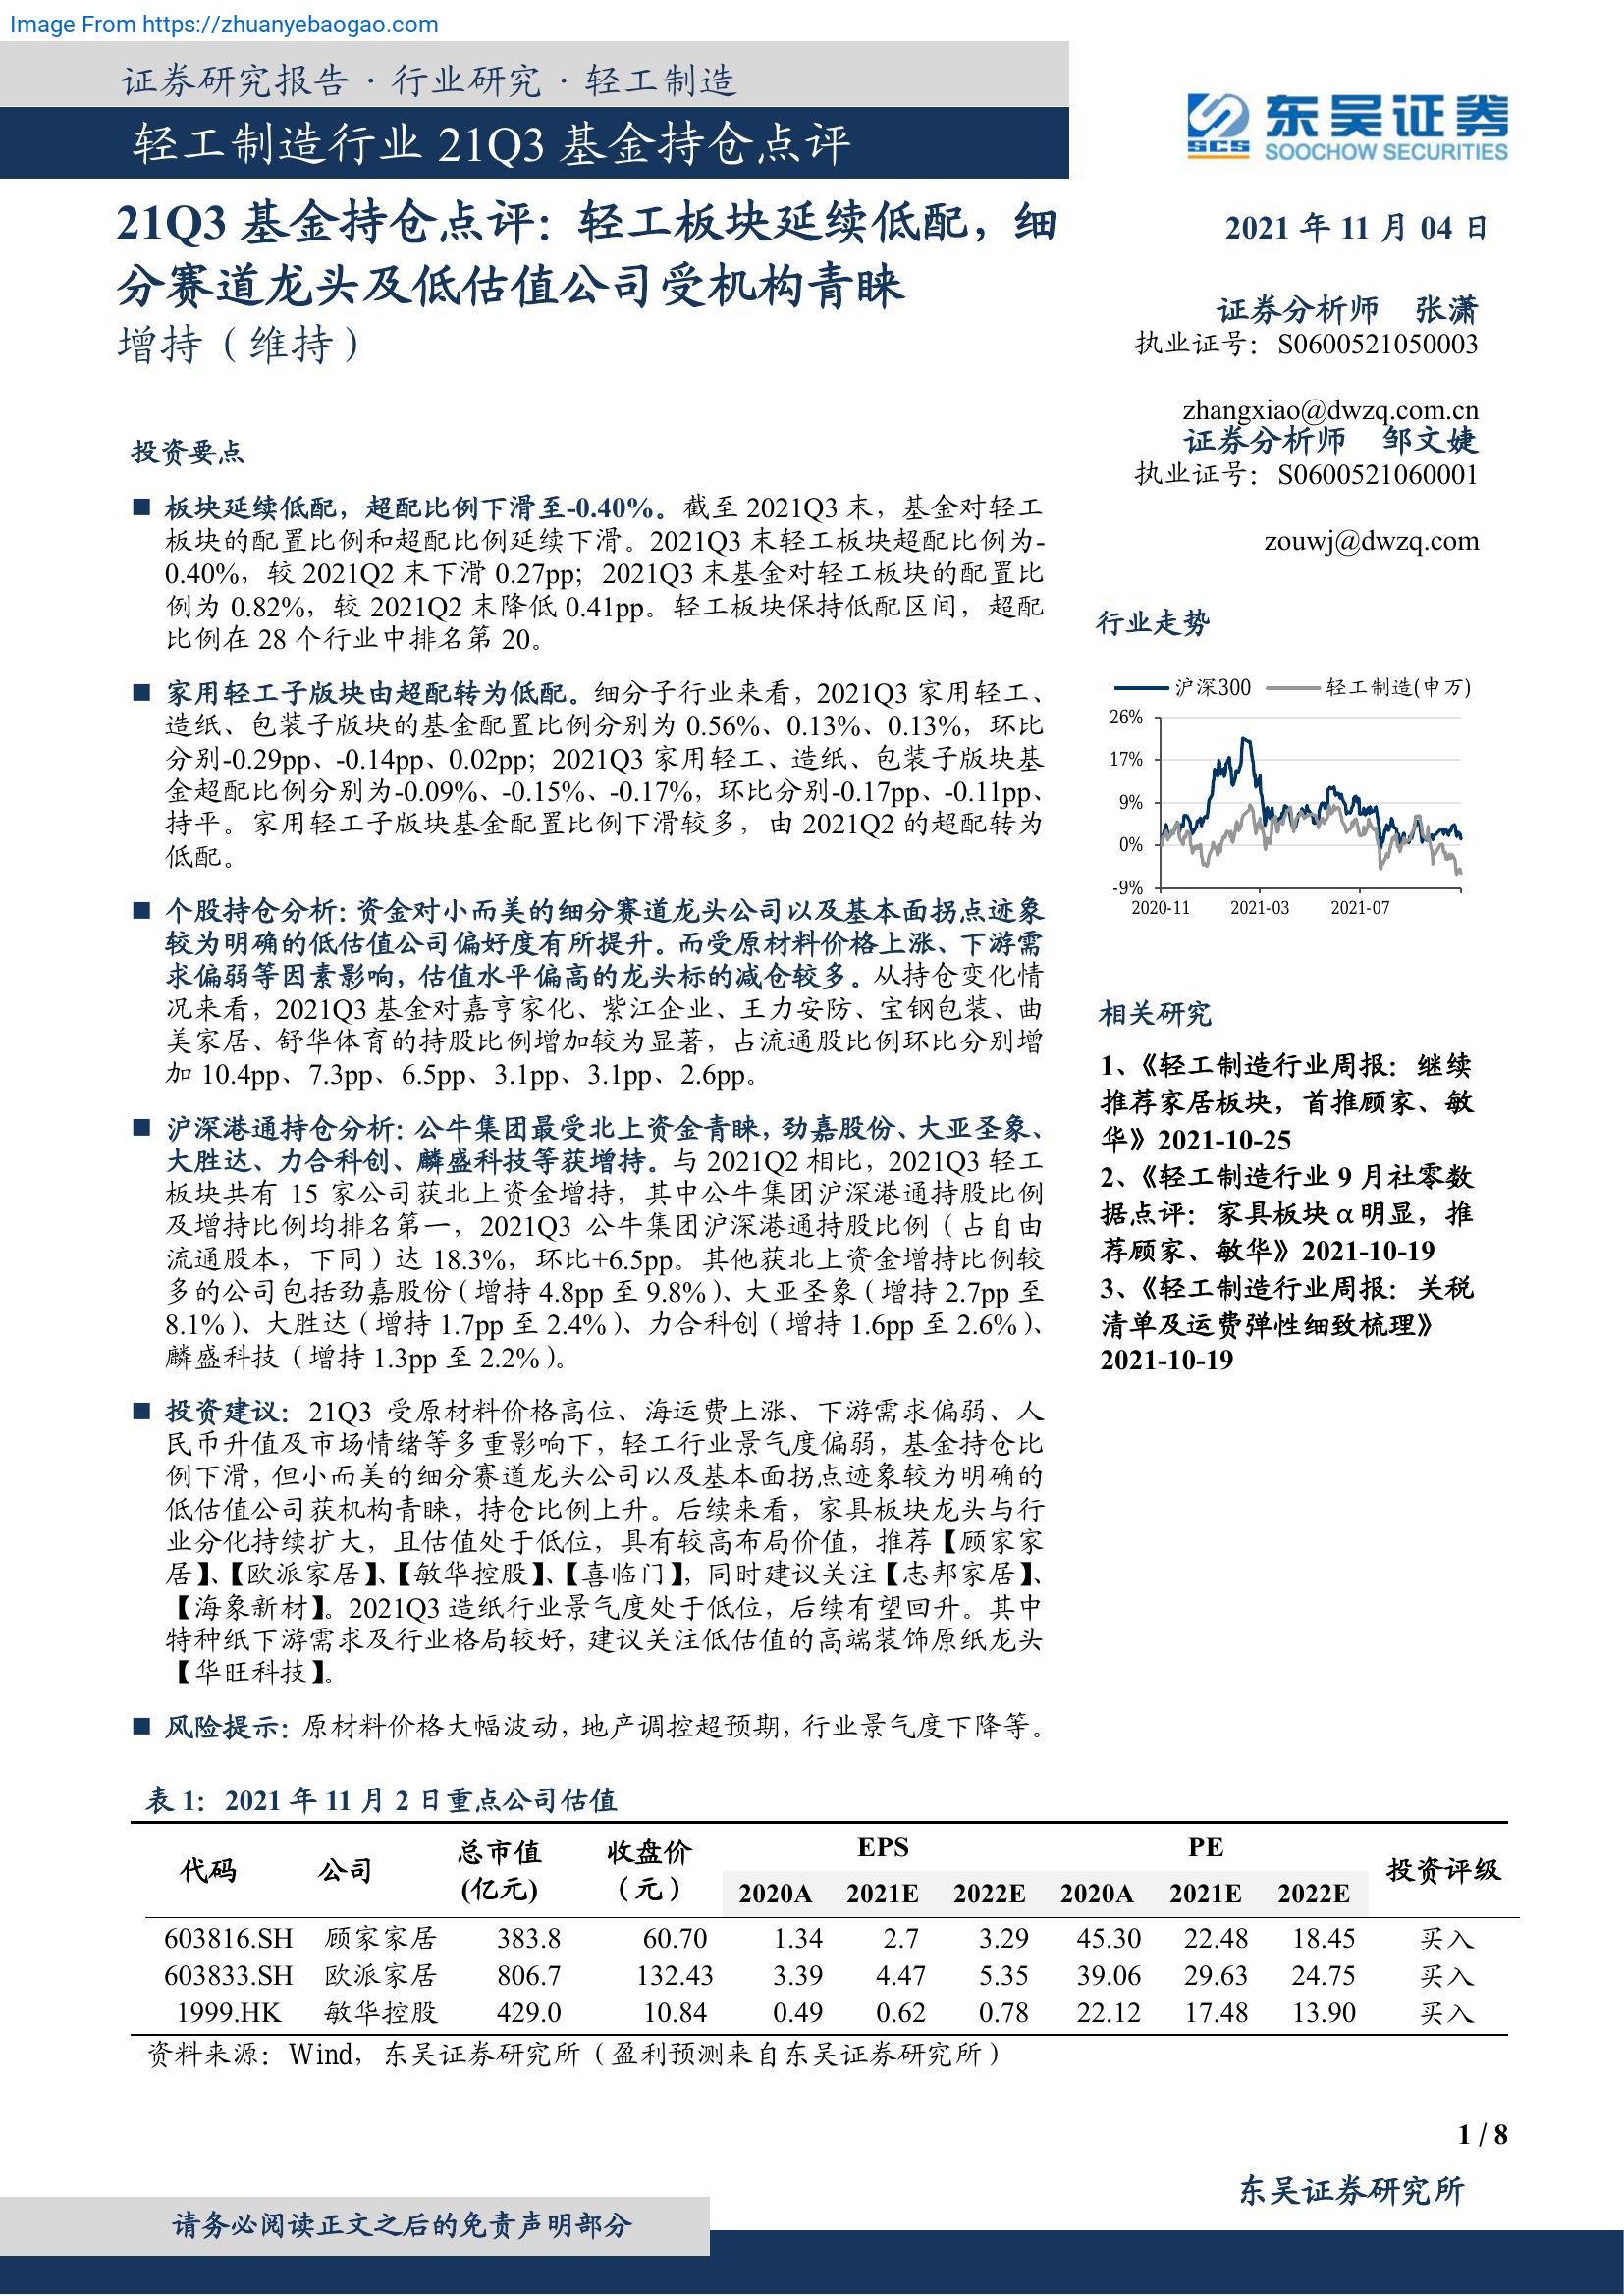 Image From https://zhuanyebaogao.com
证券研究报告·行业研究·轻工制造
轻工制造行业 21Q3 基金持仓点评
东吴证券
SCS
SOOCHOW SECURITIES
21Q3 基金持仓点评：轻工板块延续低配，细
分赛道龙头及低估值公司受机构青睐
增持（维持）
2021 年 11 月 04 日
证券分析师 张潇
执业证号：S0600521050003
zhangxiao@dwzq.com.cn
证券分析师 邹文婕
执业证号：S0600521060001
zouwj@dwzq.com
投资要点
■ 板块延续低配，超配比例下滑至-0.40%。截至 2021Q3 末，基金对轻工
板块的配置比例和超配比例延续下滑。2021Q3 末轻工板块超配比例为-
0.40%，较 2021Q2 末下滑 0.27pp；2021Q3 末基金对轻工板块的配置比
例为 0.82%，较 2021Q2 末降低 0.41pp。轻工板块保持低配区间，超配
比例在 28 个行业中排名第 20。
■ 家用轻工子版块由超配转为低配。细分子行业来看，2021Q3 家用轻工、
造纸、包装子版块的基金配置比例分别为 0.56%、0.13%、0.13%，环比
分别-0.29pp、-0.14pp、0.02pp；2021Q3 家用轻工、造纸、包装子版块基
金超配比例分别为-0.09%、-0.15%、-0.17%，环比分别-0.17pp、-0.11pp、
持平。家用轻工子版块基金配置比例下滑较多，由 2021Q2 的超配转为
低配。
■ 个股持仓分析：资金对小而美的细分赛道龙头公司以及基本面拐点迹象
较为明确的低估值公司偏好度有所提升。而受原材料价格上涨、下游需
求偏弱等因素影响，估值水平偏高的龙头标的减仓较多。从持仓变化情
况来看，2021Q3 基金对嘉亨家化、紫江企业、王力安防、宝钢包装、曲
美家居、舒华体育的持股比例增加较为显著，占流通股比例环比分别增
加 10.4pp、7.3pp、6.5pp、3.1pp、3.1pp、2.6pp。
■ 沪深港通持仓分析：公牛集团最受北上资金青睐，劲嘉股份、大亚圣象、
大胜达、力合科创、麟盛科技等获增持。与 2021Q2 相比，2021Q3 轻工
板块共有 15 家公司获北上资金增持，其中公牛集团沪深港通持股比例
及增持比例均排名第一，2021Q3 公牛集团沪深港通持股比例（占自由
流通股本，下同）达 18.3%，环比+6.5pp。其他获北上资金增持比例较
多的公司包括劲嘉股份（增持 4.8pp 至 9.8%）、大亚圣象（增持 2.7pp 至
8.1%）、大胜达（增持 1.7pp 至 2.4%）、力合科创（增持 1.6pp 至 2.6%）、
麟盛科技（增持 1.3pp 至 2.2%）。
■ 投资建议：21Q3 受原材料价格高位、海运费上涨、下游需求偏弱、人
民币升值及市场情绪等多重影响下，轻工行业景气度偏弱，基金持仓比
例下滑，但小而美的细分赛道龙头公司以及基本面拐点迹象较为明确的
低估值公司获机构青睐，持仓比例上升。后续来看，家具板块龙头与行
业分化持续扩大，且估值处于低位，具有较高布局价值，推荐【顾家家
居】、【欧派家居】、【敏华控股】、【喜临门】，同时建议关注【志邦家居】、
【海象新材】。2021Q3 造纸行业景气度处于低位，后续有望回升。其中
特种纸下游需求及行业格局较好，建议关注低估值的高端装饰原纸龙头
【华旺科技】。
■ 风险提示：原材料价格大幅波动，地产调控超预期，行业景气度下降等。
行业走势
沪深300 轻工制造(申万)
26%
17%
9%
0%
-9%
2020-11 2021-03 2021-07
相关研究
1、《轻工制造行业周报：继续
推荐家居板块，首推顾家、敏
华》2021-10-25
2、《轻工制造行业 9 月社零数
据点评：家具板块α明显，推
荐顾家、敏华》2021-10-19
3、《轻工制造行业周报：关税
清单及运费弹性细致梳理》
2021-10-19
表 1：2021 年 11 月 2 日重点公司估值
代码 公司 总市值(亿元) 收盘价（元） EPS PE 投资评级
2020A 2021E 2022E 2020A 2021E 2022E
603816.SH 顾家家居 383.8 60.70 1.34 2.7 3.29 45.30 22.48 18.45 买入
603833.SH 欧派家居 806.7 132.43 3.39 4.47 5.35 39.06 29.63 24.75 买入
1999.HK 敏华控股 429.0 10.84 0.49 0.62 0.78 22.12 17.48 13.90 买入
资料来源：Wind，东吴证券研究所（盈利预测来自东吴证券研究所）
1 / 8
东吴证券研究所
请务必阅读正文之后的免责声明部分